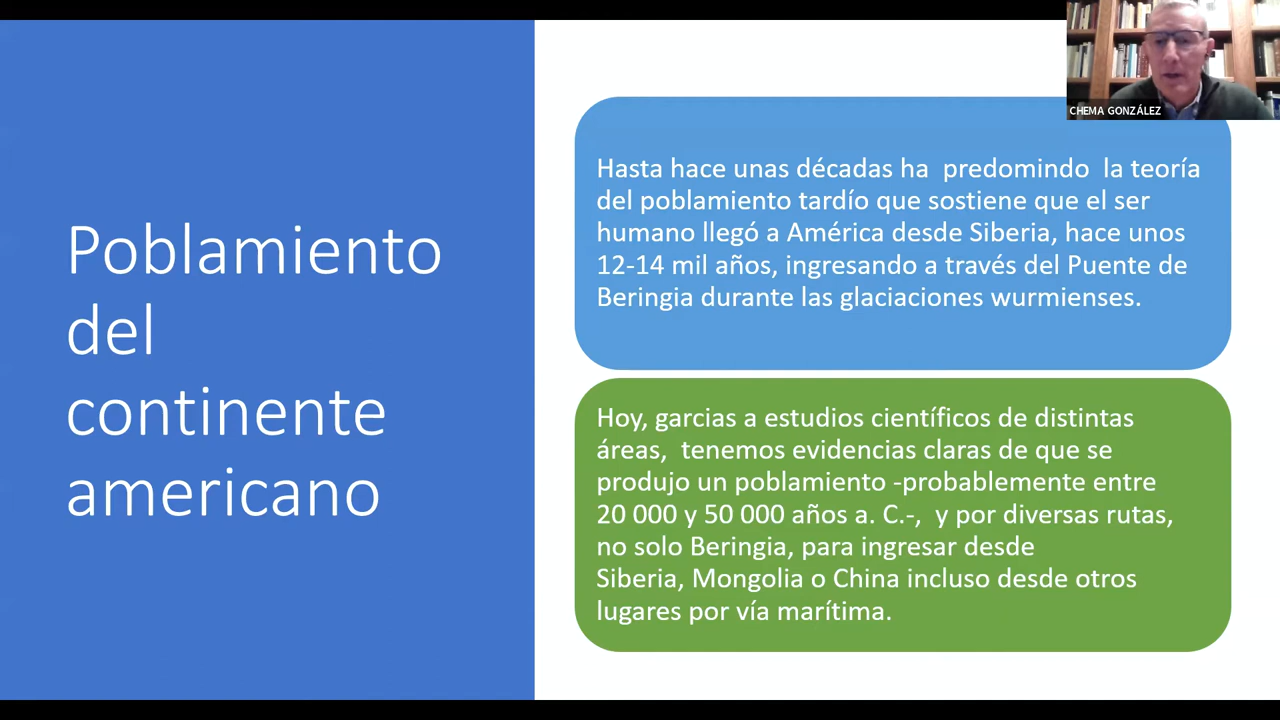 Poblamiento
del
continente
americano
CHEMA GONZÁLEZ
Hasta hace unas décadas ha  predomindo  la teoría
del poblamiento tardío que sostiene que el ser
humano llegó a América desde Siberia, hace unos
12-14 mil años, ingresando a través del Puente de
Beringia durante las glaciaciones wurmienses.
Hoy, garcias a estudios científicos de distintas
áreas,  tenemos evidencias claras de que se
produjo un poblamiento -probablemente entre
20 000 y 50 000 años a. C.-,  y por diversas rutas,
no solo Beringia, para ingresar desde
Siberia, Mongolia o China incluso desde otros
lugares por vía marítima.